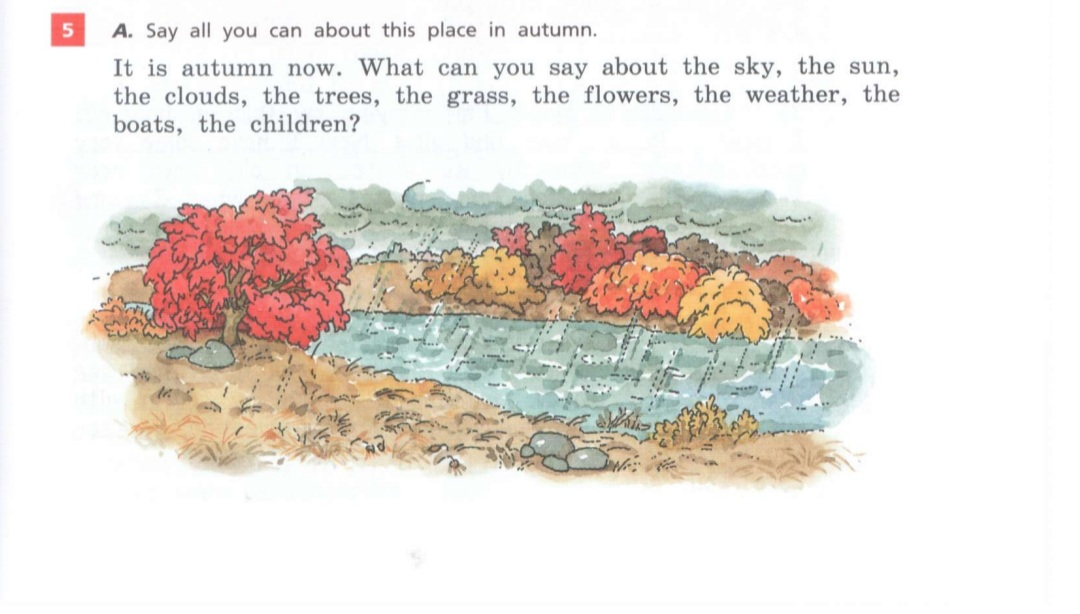 5 A. Say all you can about this place in autumn.
It is autumn now. What can you say about the sky, the sun,
the clouds, the trees, the grass, the flowers, the weather, the
boats, the children?